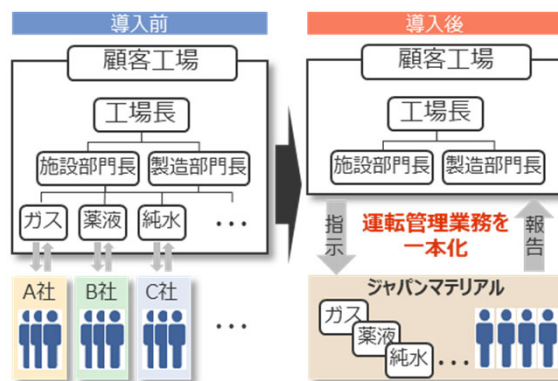 導入前
顧客工場
工場長
施設部門長
製造部門長
ガス
薬液
純水
・・・
A社
B社
C社
・・・
導入後
顧客工場
工場長
施設部門長
製造部門長
指示
運転管理業務を
一本化
報告
ジャパンマテリアル
ガス
薬液
純水
・・・